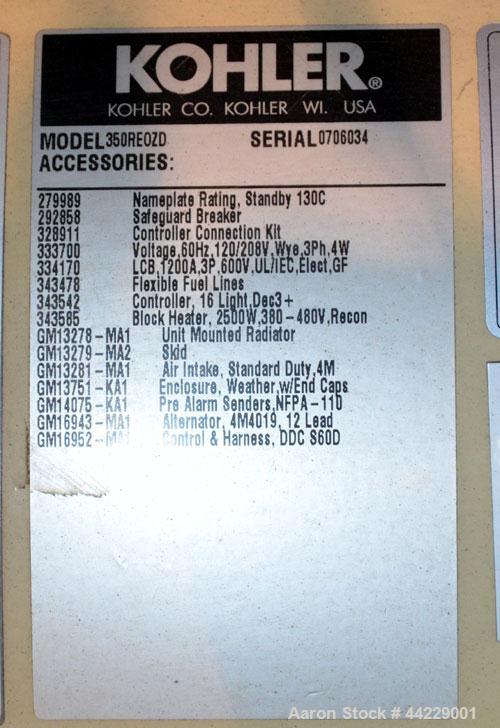 KOHLER®
KOHLER CO. KOHLER WI. USA
MODEL 350REOZD SERIAL 0706034
ACCESSORIES:
279989 Nameplate Rating, Standby 130C
292858 Safeguard Breaker
328911 Controller Connection Kit
333700 Voltage,60Hz,120/208V,Wye,3Ph,4W
334170 LCB,1200A,3P,600V,UL/IEC,Elect,GF
343478 Flexible Fuel Lines
343542 Controller, 16 Light,Dec3+
343585 Block Heater, 2500W,380-480V,Recon
GM13278-MA1 Unit Mounted Radiator
GM13279-MA2 Skid
GM13281-MA1 Air Intake, Standard Duty,4M
GM13751-KA1 Enclosure, Weather,w/End Caps
GM14075-KA1 Pre Alarm Senders,NFPA-110
GM16943-MA1 Alternator, 4M4019, 12 Lead
GM16952-MA1 Control & Harness, DDC S60D
Aaron Stock # 44229001